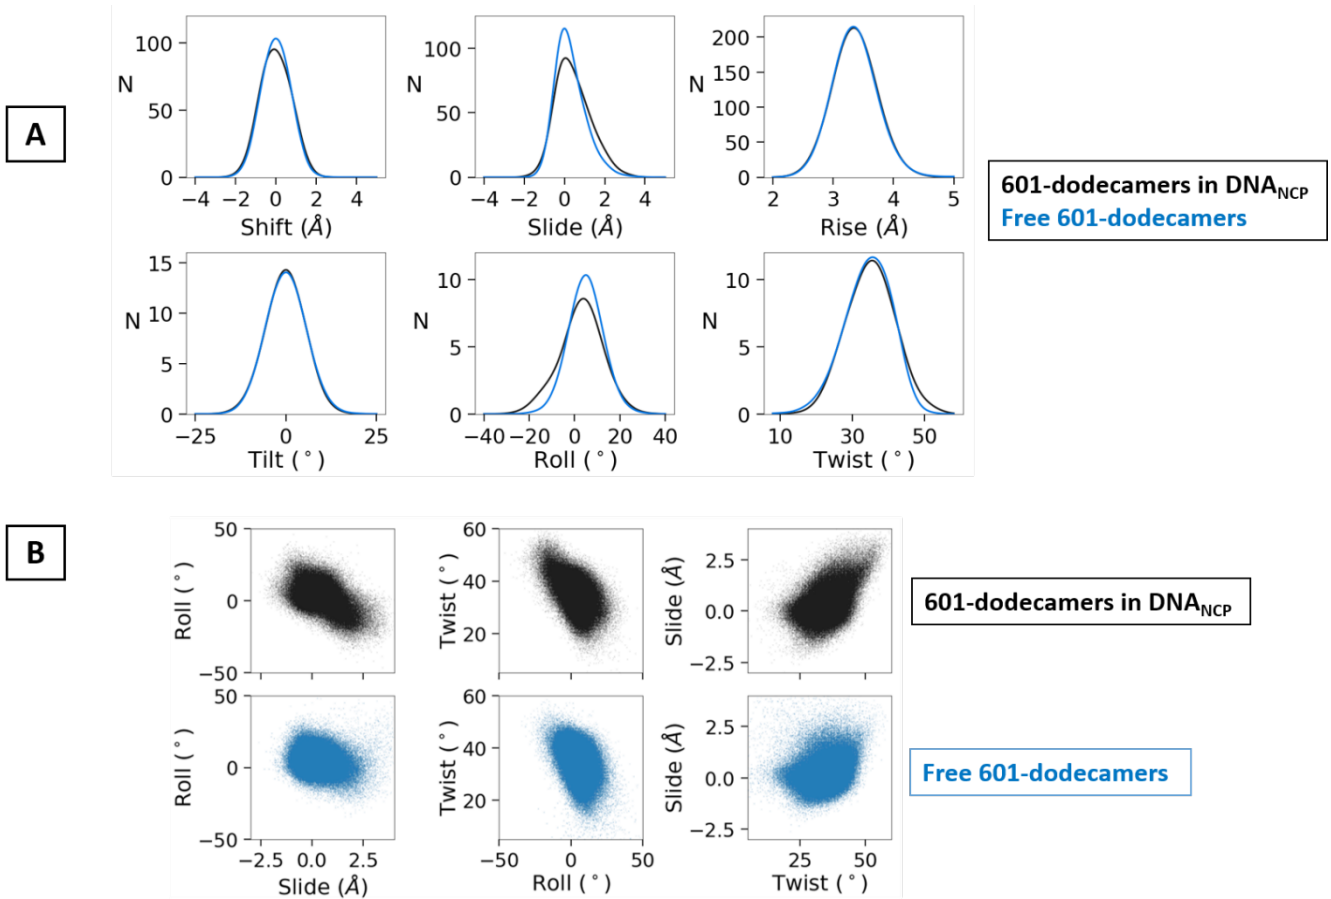 A
N
100
50
0
−4 −2 0 2 4
Shift (Å)
N
100
50
0
−4 −2 0 2 4
Slide (Å)
N
200
150
100
50
0
2 3 4 5
Rise (Å)
601-dodecamers in DNANCP
Free 601-dodecamers
N
15
10
5
0
−25 0 25
Tilt (°)
N
10
5
0
−40 −20 0 20 40
Roll (°)
N
10
5
0
10 30 50
Twist (°)
B
Roll (°)
50
0
−50
Twist (°)
60
40
20
Slide (Å)
2.5
0.0
−2.5
601-dodecamers in DNANCP
Roll (°)
50
0
−50
−2.5 0.0 2.5
Slide (Å)
Twist (°)
60
40
20
−50 0 50
Roll (°)
Slide (Å)
2.5
0.0
−2.5
25 50
Twist (°)
Free 601-dodecamers